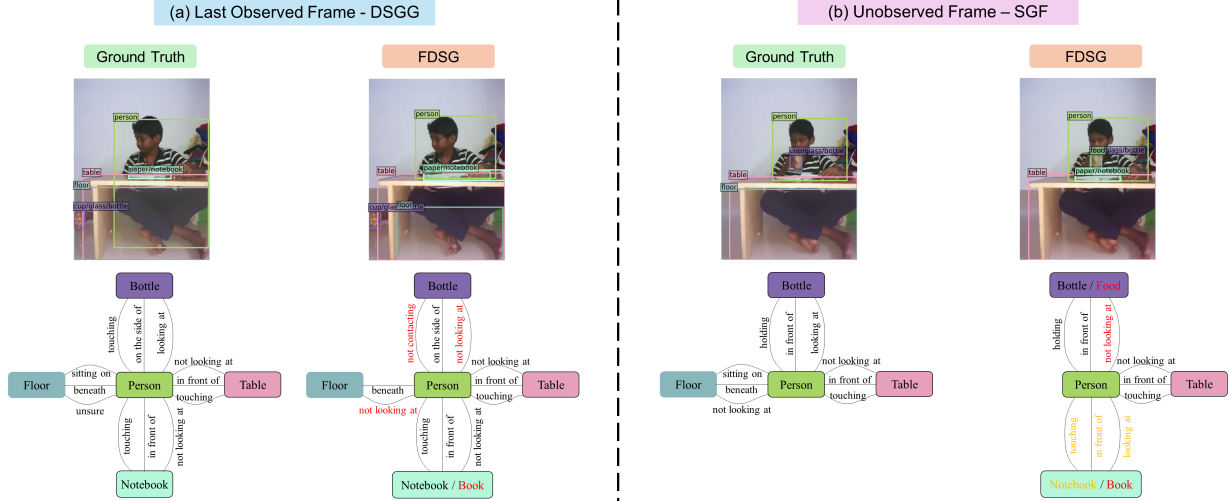 (a) Last Observed Frame - DSGG
Ground Truth
FDSG
person
paper/notebook
table
floor
cup/glass/bottle
person
paper/notebook
table
floor
Bottle
touching
on the side of
looking at
Floor
sitting on
beneath
unsure
Person
not looking at
in front of
touching
Table
touching
in front of
not looking at
Notebook
Bottle
not contacting
on the side of
not looking at
Floor
beneath
not looking at
Person
not looking at
in front of
touching
Table
touching
in front of
not looking at
Notebook / Book
(b) Unobserved Frame – SGF
Ground Truth
FDSG
person
cup/glass/bottle
table
floor
person
food
glass/bottle
paper/notebook
table
Bottle
holding
in front of
looking at
Floor
sitting on
beneath
not looking at
Person
not looking at
in front of
touching
Table
Bottle / Food
holding
in front of
not looking at
Person
not looking at
in front of
touching
Table
touching
in front of
looking at
Notebook / Book